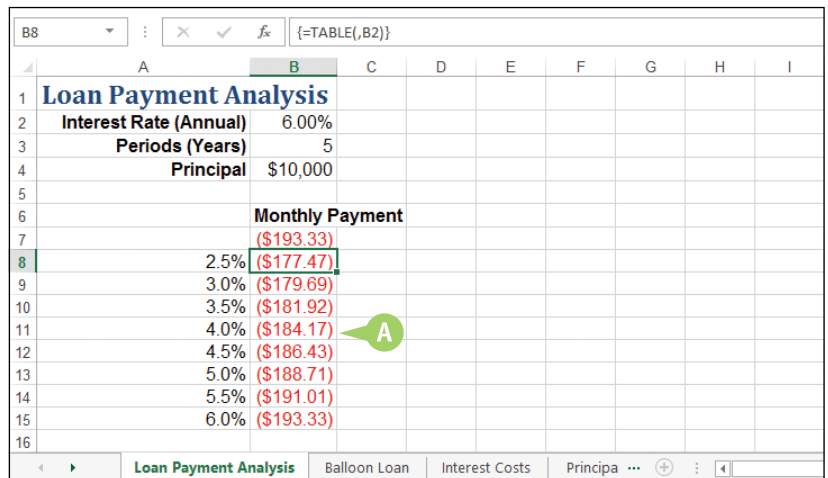 B8 fx {=TABLE(,B2)}
A B C D E F G H I
1 Loan Payment Analysis
2 Interest Rate (Annual) 6.00%
3 Periods (Years) 5
4 Principal $10,000
5
6 Monthly Payment
7 ($193.33)
8 2.5% ($177.47)
9 3.0% ($179.69)
10 3.5% ($181.92)
11 4.0% ($184.17) A
12 4.5% ($186.43)
13 5.0% ($188.71)
14 5.5% ($191.01)
15 6.0% ($193.33)
16
Loan Payment Analysis Balloon Loan Interest Costs Principa ...